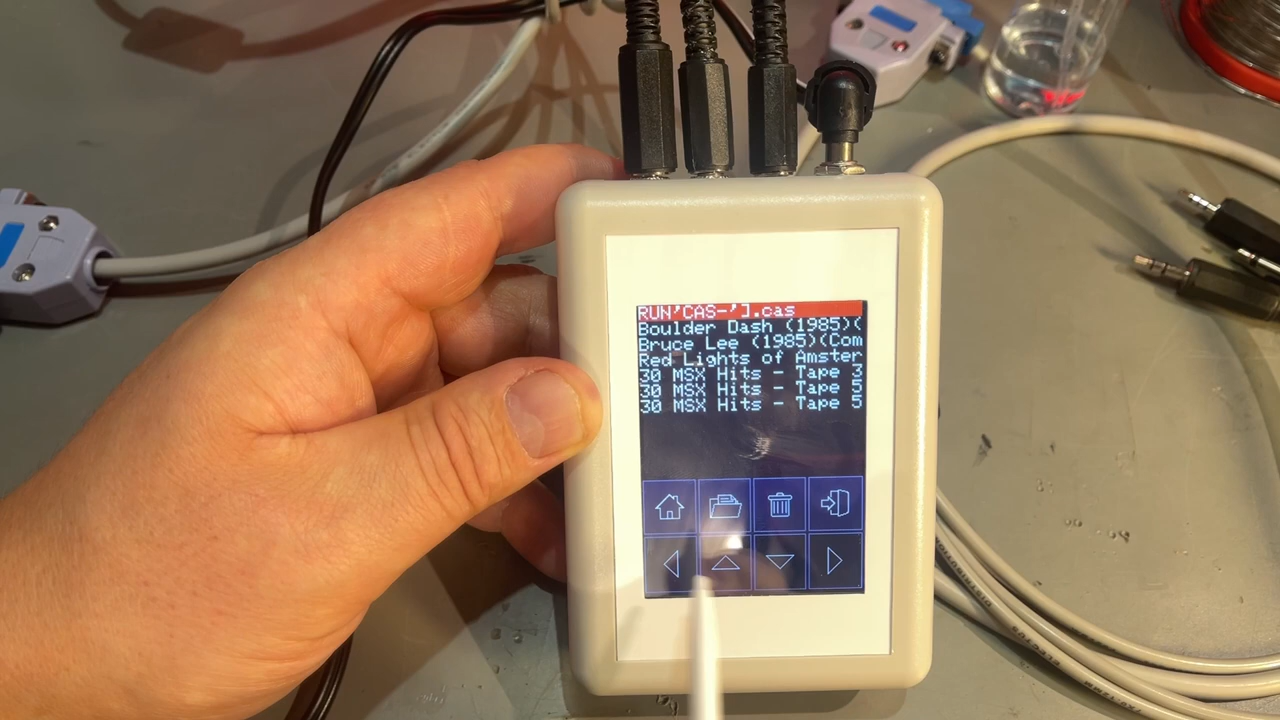 RUN'CAS-'].cas
Boulder Dash (1985)(
Bruce Lee (1985)(Com
Red Lights of Amster
30 MSX Hits - Tape 3
30 MSX Hits - Tape 5
30 MSX Hits - Tape 5